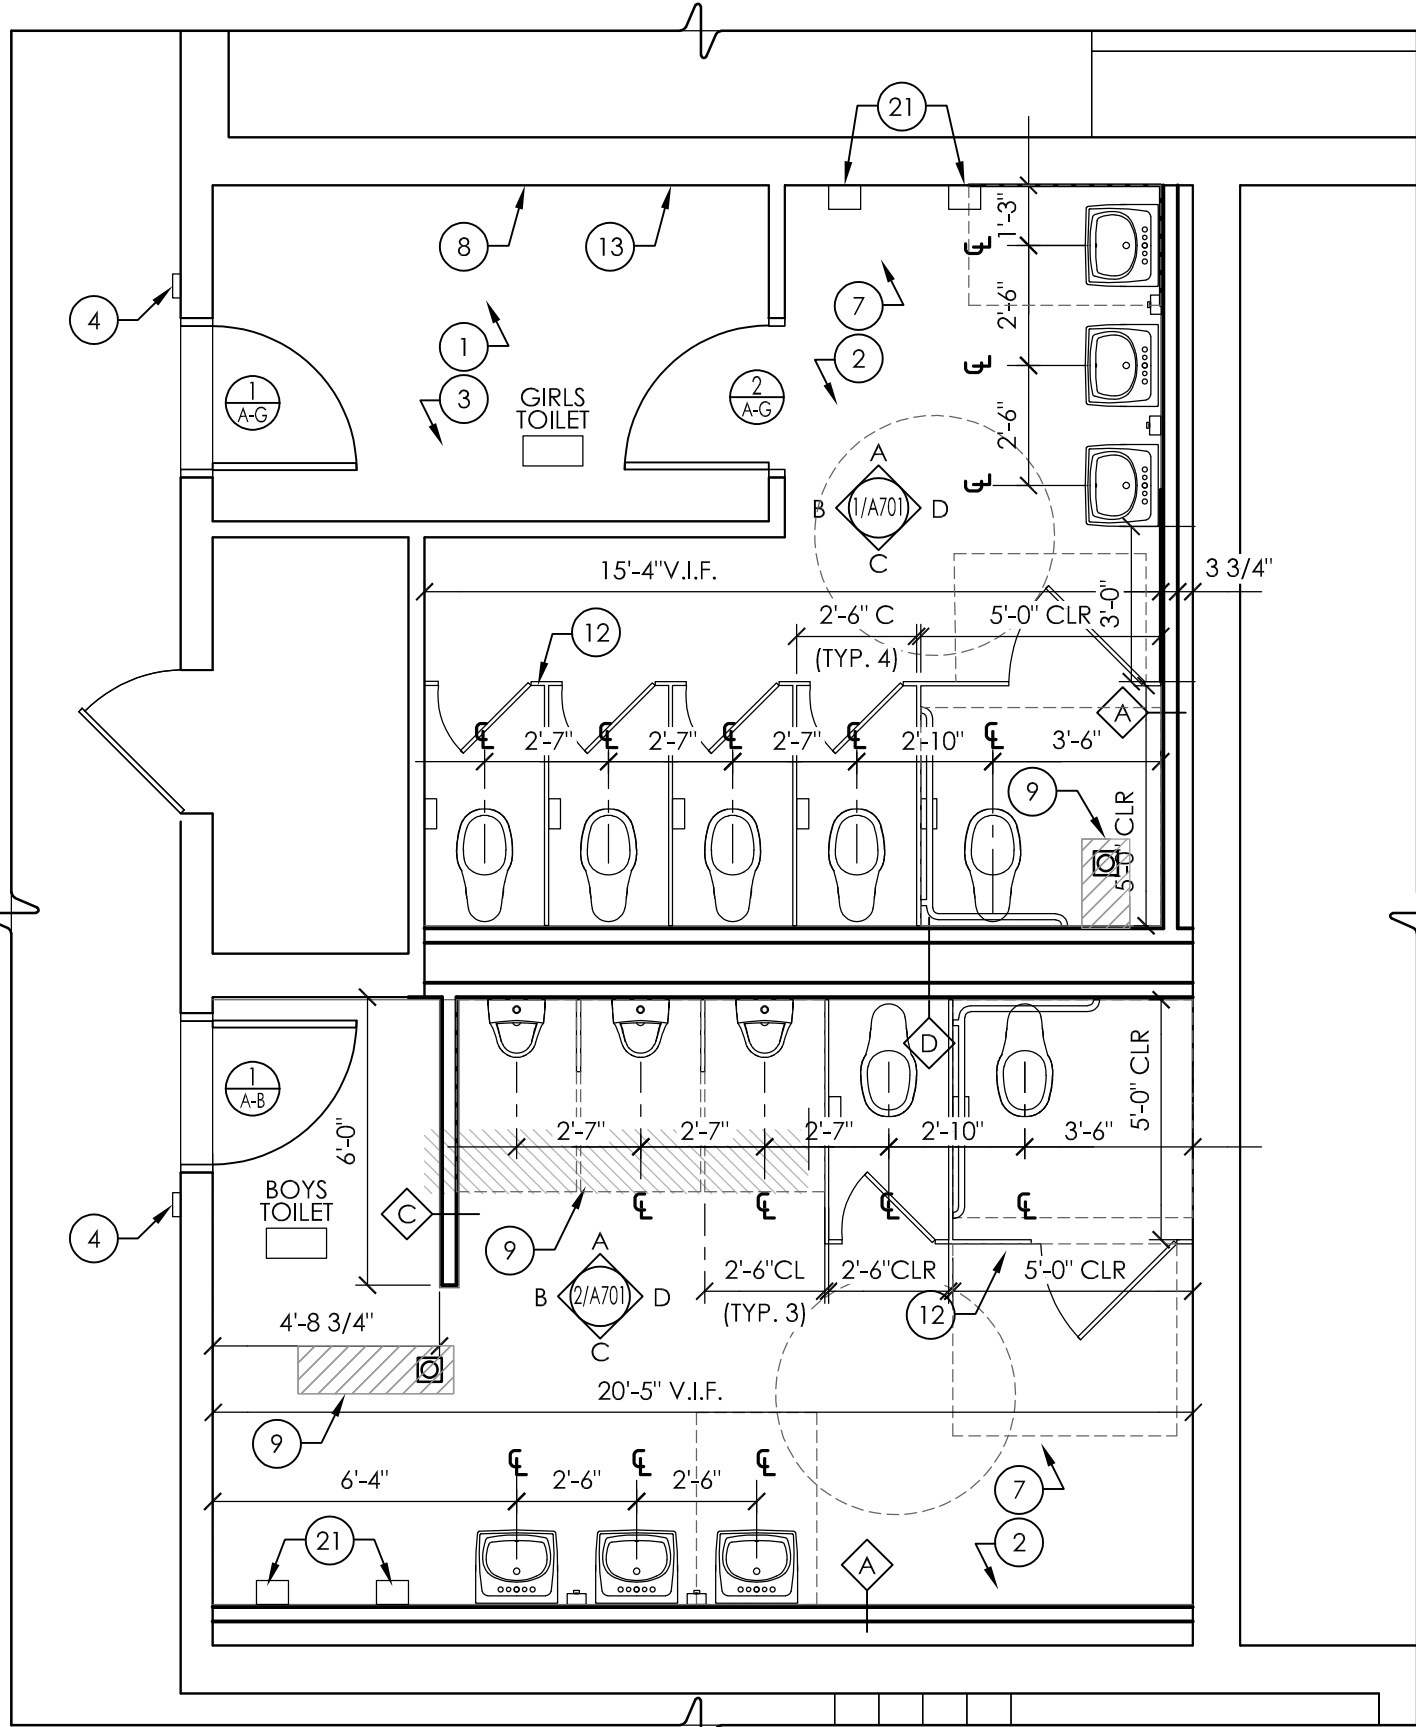 21
1'-3"
8
13
4
7
2'-6"
1
2
3
GIRLS
TOILET
1
A-G
2
A-G
2'-6"
A
B
1/A701
D
C
15'-4"V.I.F.
3 3/4"
2'-6" C
5'-0" CLR
3'-0"
12
(TYP. 4)
A
2'-7"
2'-7"
2'-7"
2'-10"
3'-6"
9
5'-0" CLR
D
1
A-B
6'-0"
5'-0" CLR
2'-7"
2'-7"
2'-7"
2'-10"
3'-6"
BOYS
TOILET
C
4
9
A
B
2/A701
D
C
2'-6"CL
2'-6"CLR
5'-0" CLR
(TYP. 3)
12
4'-8 3/4"
20'-5" V.I.F.
9
6'-4"
2'-6"
2'-6"
7
21
2
A